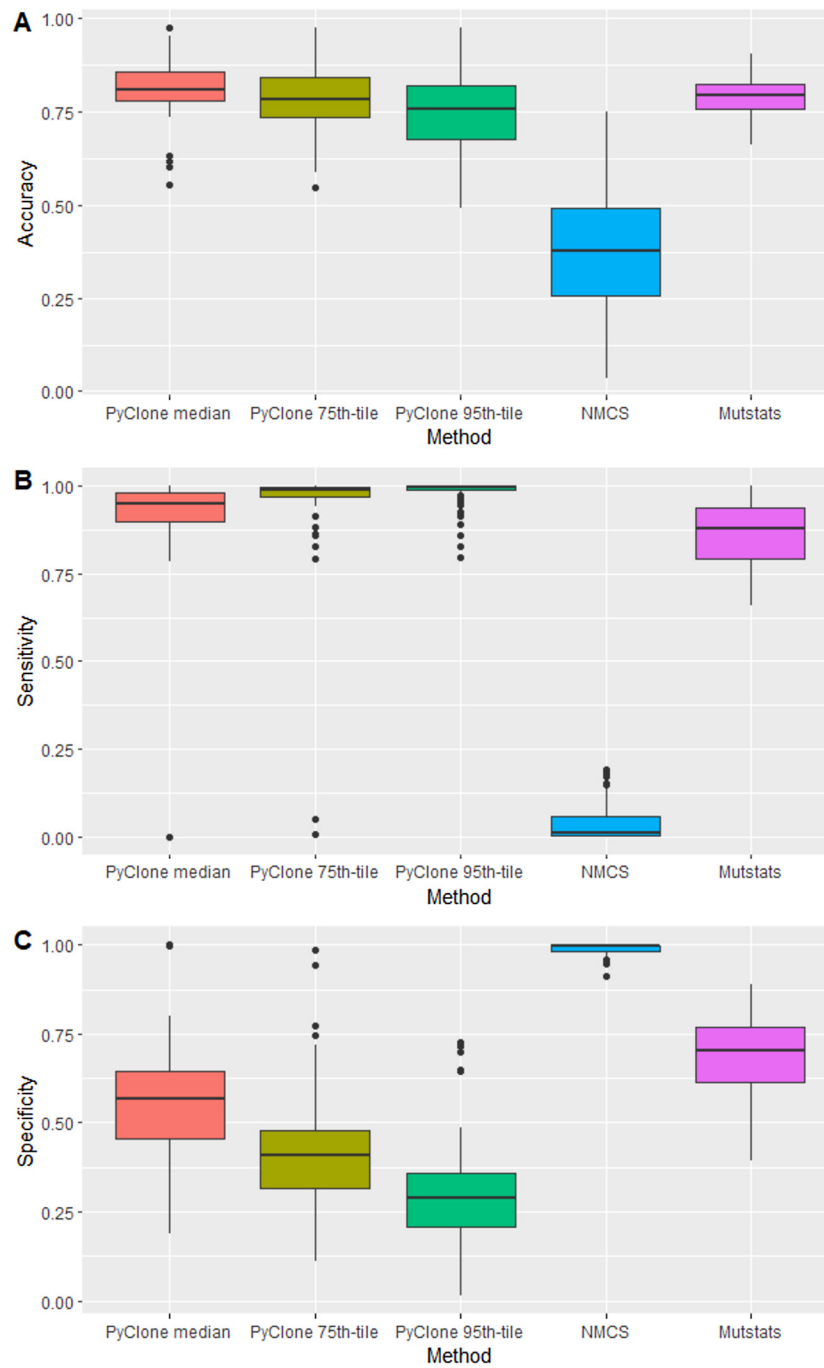 A
Accuracy
1.00
0.75
0.50
0.25
0.00
PyClone median PyClone 75th-tile PyClone 95th-tile NMCS Mutstats
Method
B
Sensitivity
1.00
0.75
0.50
0.25
0.00
PyClone median PyClone 75th-tile PyClone 95th-tile NMCS Mutstats
Method
C
Specificity
1.00
0.75
0.50
0.25
0.00
PyClone median PyClone 75th-tile PyClone 95th-tile NMCS Mutstats
Method